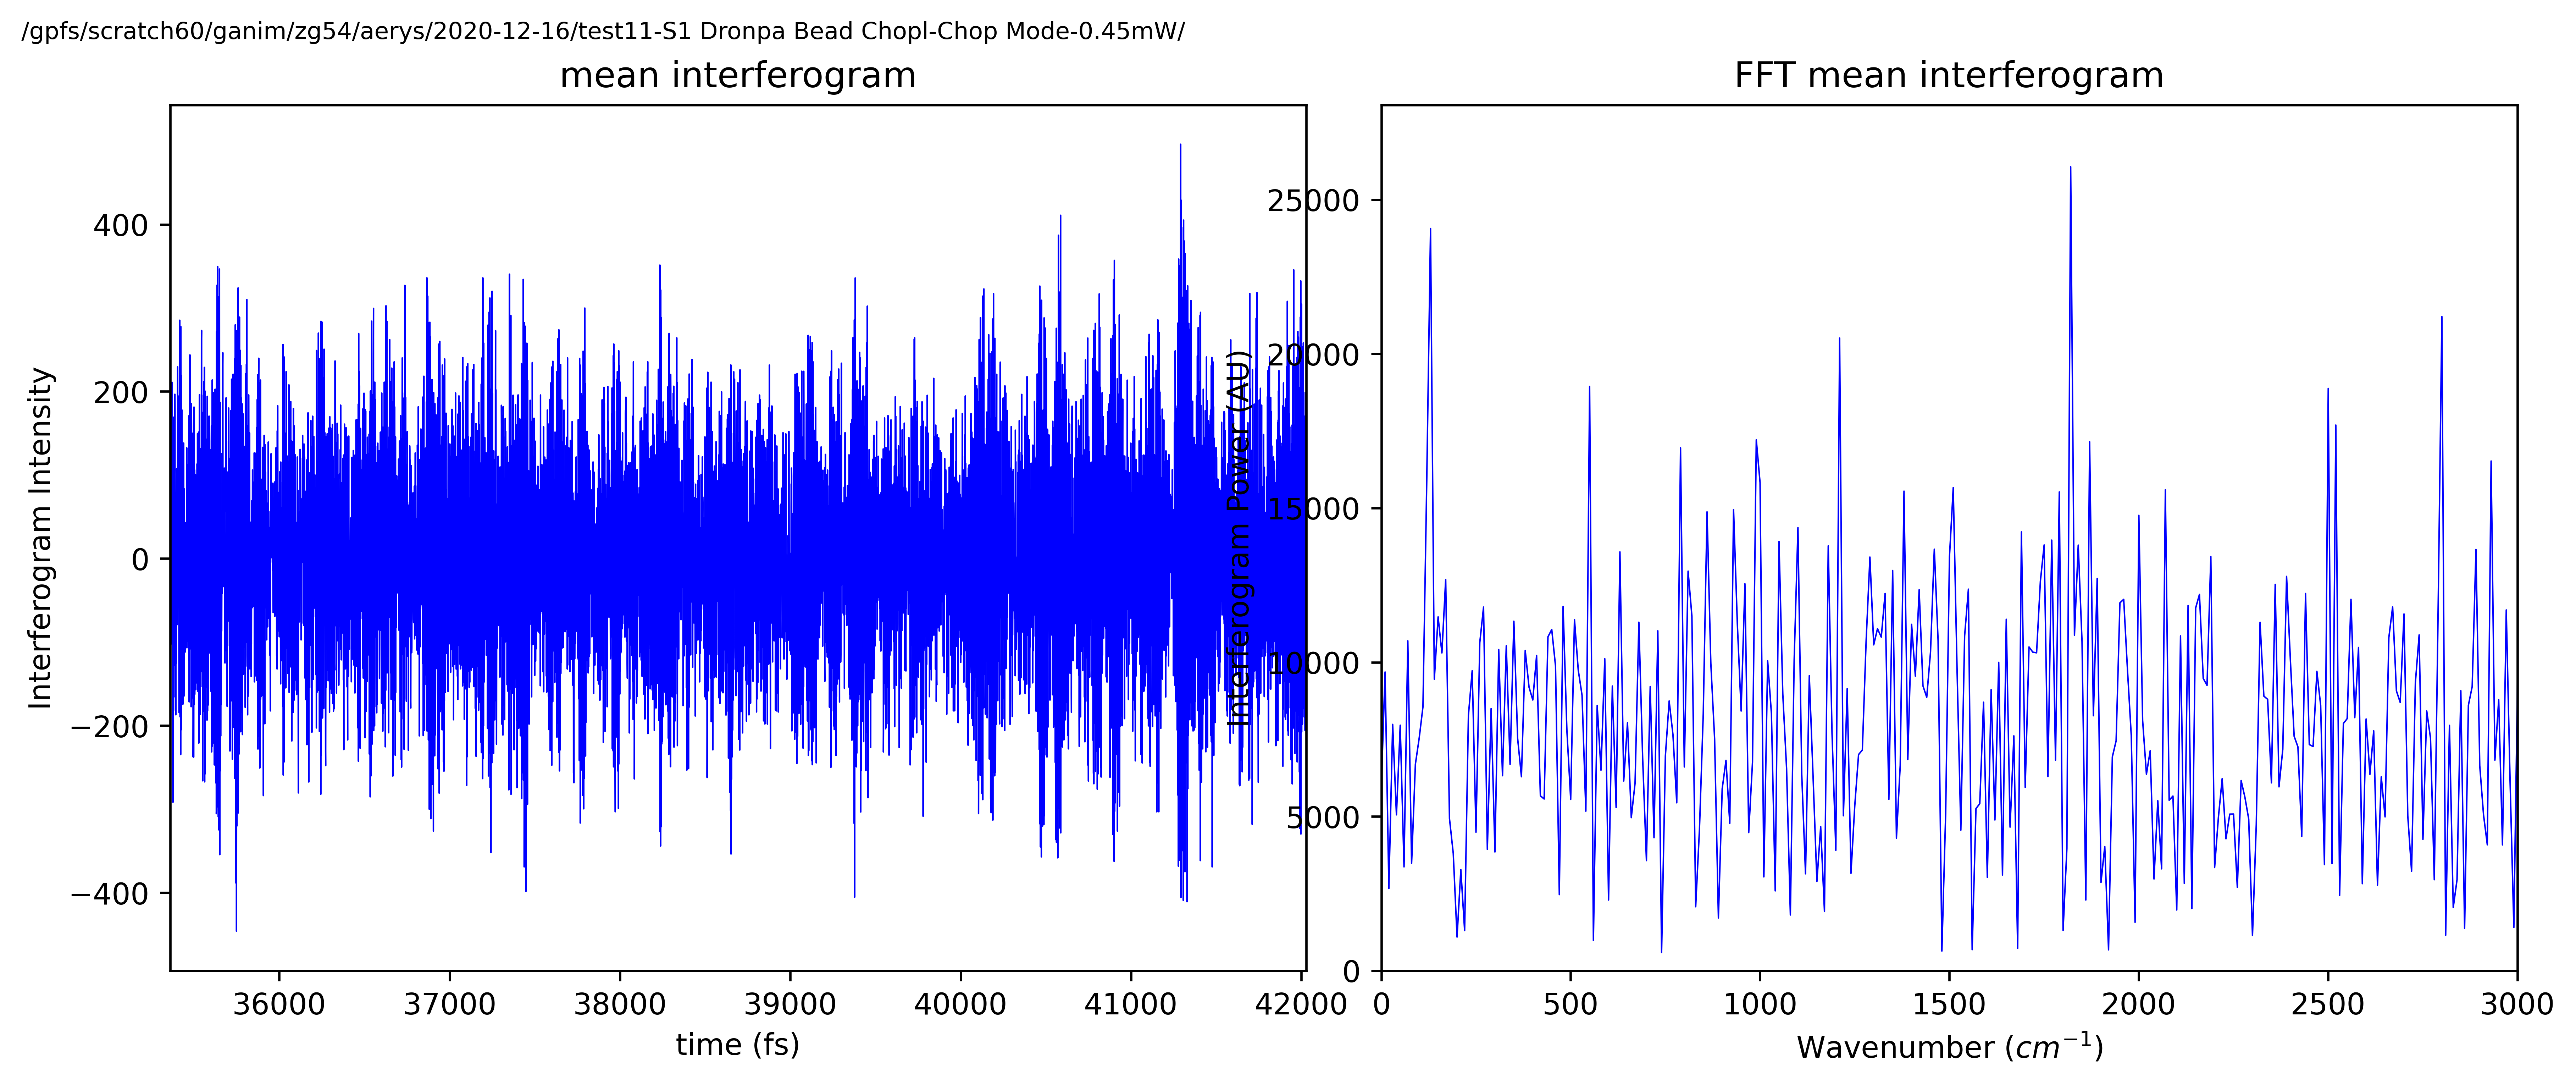 /gpfs/scratch60/ganim/zg54/aerys/2020-12-16/test11-S1 Dronpa Bead Chopl-Chop Mode-0.45mW/
mean interferogram
Interferogram Intensity
400
200
0
−200
−400
36000 37000 38000 39000 40000 41000 42000
time (fs)
FFT mean interferogram
Interferogram Power (AU)
25000
20000
15000
10000
5000
0
0 500 1000 1500 2000 2500 3000
Wavenumber (cm⁻¹)